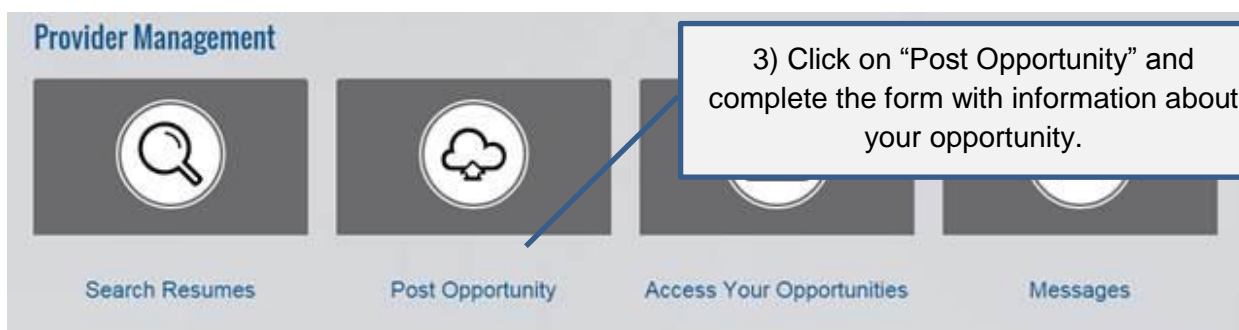 Provider Management
3) Click on “Post Opportunity” and
complete the form with information about
your opportunity.
Search Resumes
Post Opportunity
Access Your Opportunities
Messages